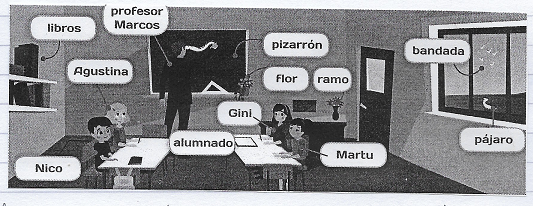 libros
profesor
Marcos
pizarrón
bandada
Agustina
flor
ramo
Gini
alumnado
Martu
pájaro
Nico